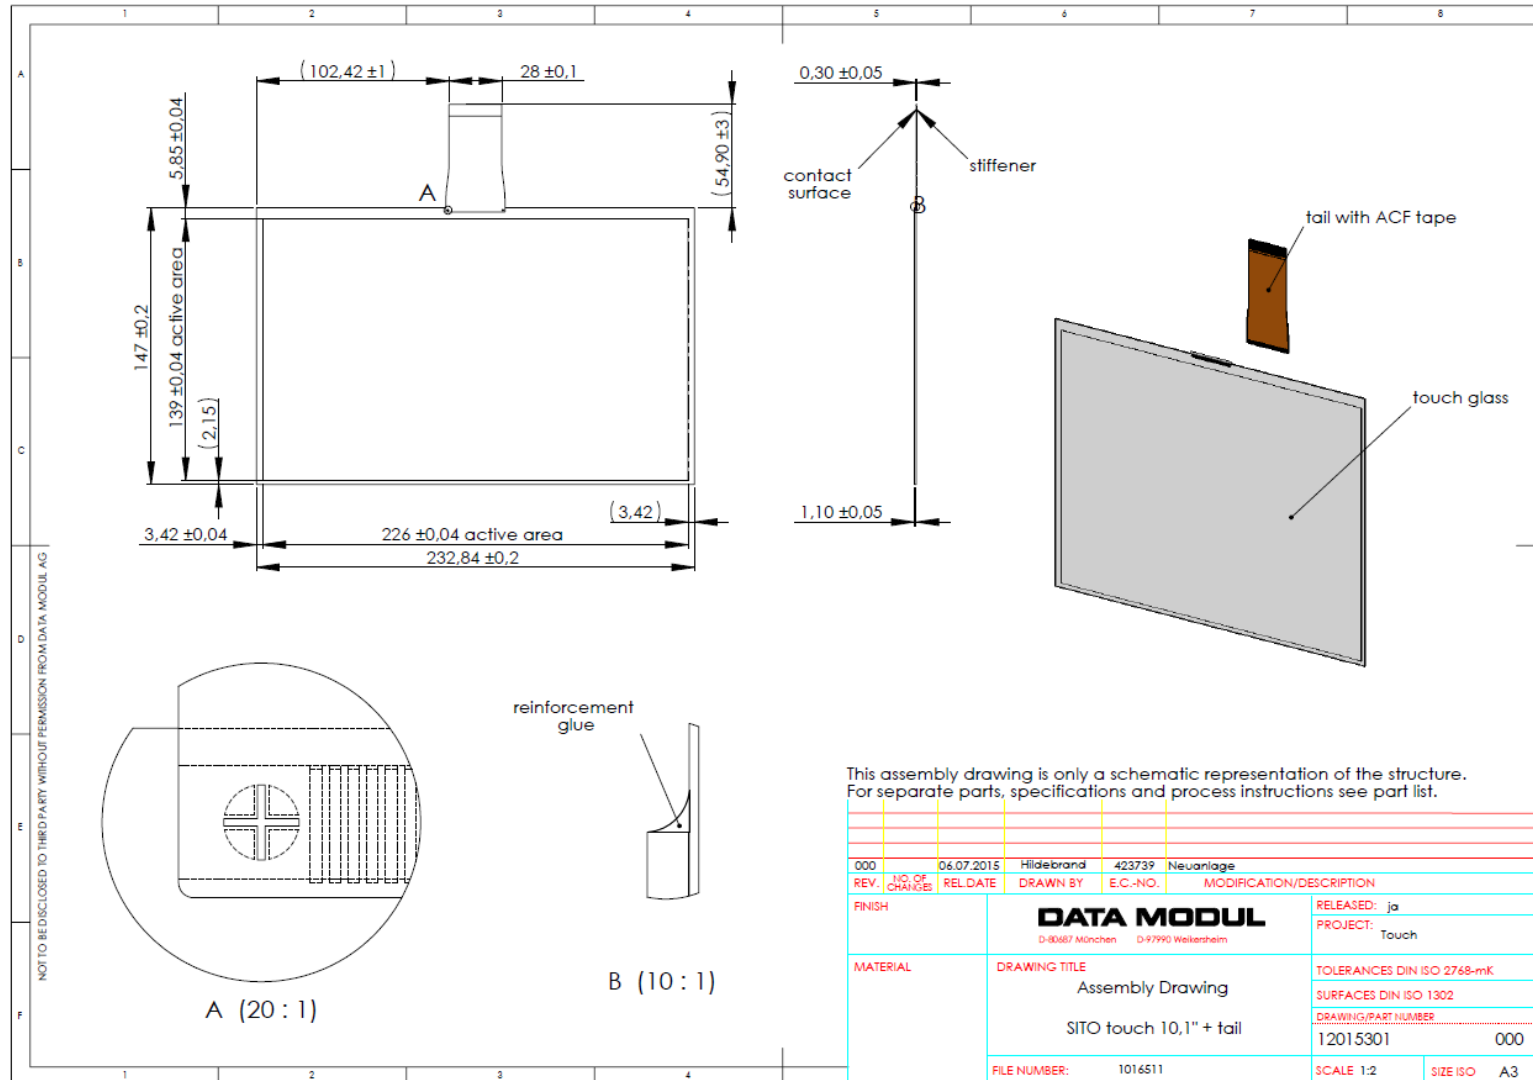 1 2 3 4 5 6 7 8
A
B
C
D
E
F
(102,42 ±1)
28 ±0,1
5,85 ±0,04
(54,90 ±3)
A
147 ±0,2
139 ±0,04 active area
(2,15)
(3,42)
3,42 ±0,04
226 ±0,04 active area
232,84 ±0,2
0,30 ±0,05
contact
surface
stiffener
B
1,10 ±0,05
tail with ACF tape
touch glass
NOT TO BE DISCLOSED TO THIRD PARTY WITHOUT PERMISSION FROM DATA MODUL AG
A (20 : 1)
reinforcement
glue
B (10 : 1)
This assembly drawing is only a schematic representation of the structure.
For separate parts, specifications and process instructions see part list.
000 06.07.2015 Hildebrand 423739 Neuanlage
REV. NO. OF CHANGES REL.DATE DRAWN BY E.C.-NO. MODIFICATION/DESCRIPTION
FINISH
DATA MODUL
D-80687 München D-97990 Weikersheim
RELEASED: ja
PROJECT: Touch
MATERIAL
DRAWING TITLE
Assembly Drawing
SITO touch 10,1" + tail
TOLERANCES DIN ISO 2768-mK
SURFACES DIN ISO 1302
DRAWING/PART NUMBER
12015301 000
FILE NUMBER: 1016511
SCALE 1:2
SIZE ISO A3
1 2 3 4